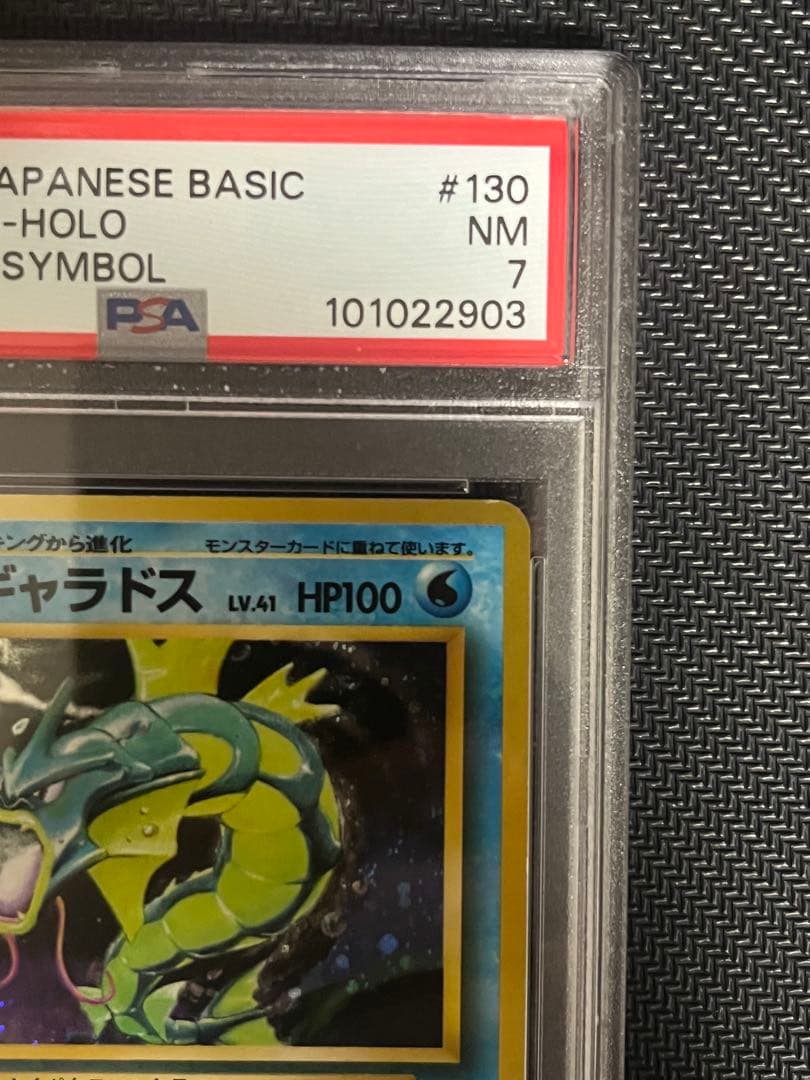 APANESE BASIC #130
-HOLO NM
SYMBOL 7
PSA 101022903
キングから進化 モンスターカードに重ねて使います。
ギャラドス LV.41 HP100